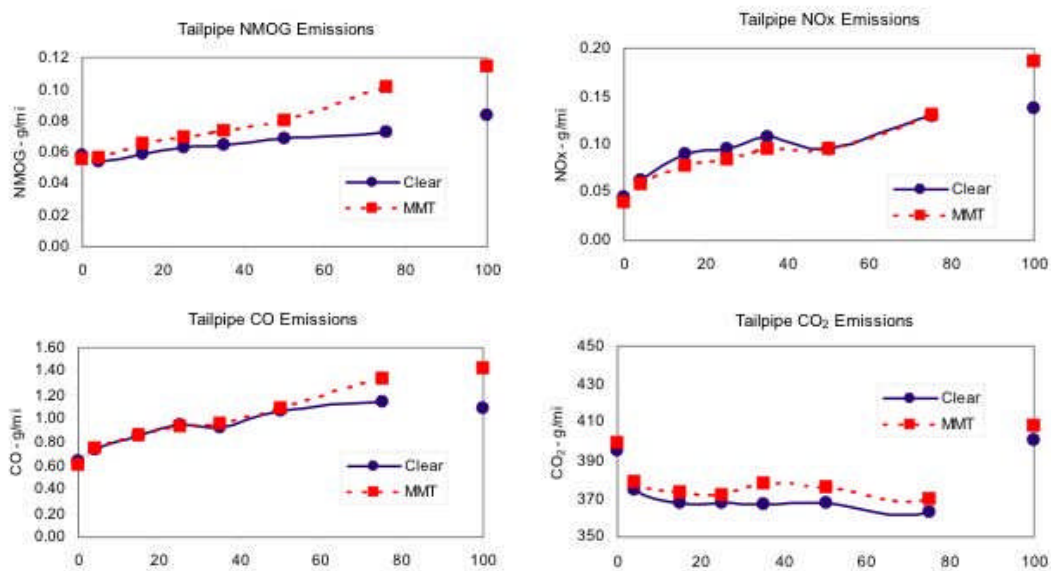 Tailpipe NMOG Emissions
0.12
0.10
0.08
0.06
0.04
0.02
0.00
NMOG - g/mi
Clear
MMT
0 20 40 60 80 100
Tailpipe NOx Emissions
0.20
0.15
0.10
0.05
0.00
NOx - g/mi
Clear
MMT
0 20 40 60 80 100
Tailpipe CO Emissions
1.60
1.40
1.20
1.00
0.80
0.60
0.40
0.20
0.00
CO - g/mi
Clear
MMT
0 20 40 60 80 100
Tailpipe CO₂ Emissions
450
430
410
390
370
350
CO₂ - g/mi
Clear
MMT
0 20 40 60 80 100